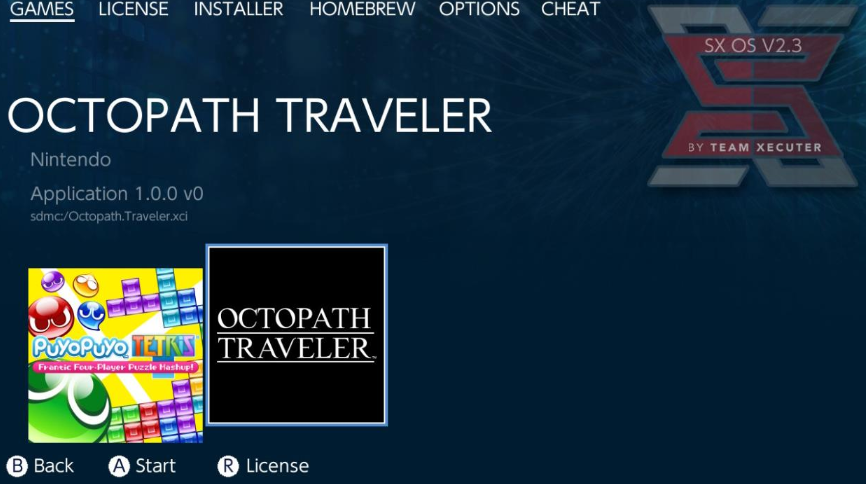 GAMES LICENSE INSTALLER HOMEBREW OPTIONS CHEAT
SX OS V2.3
BY TEAM XECUTER
OCTOPATH TRAVELER
Nintendo
Application 1.0.0 v0
sdmc:/Octopath.Traveler.xci
PuyoPuyo TETRIS
Frantic Four-Player Puzzle Mashup!
OCTOPATH
TRAVELER™
B Back A Start R License